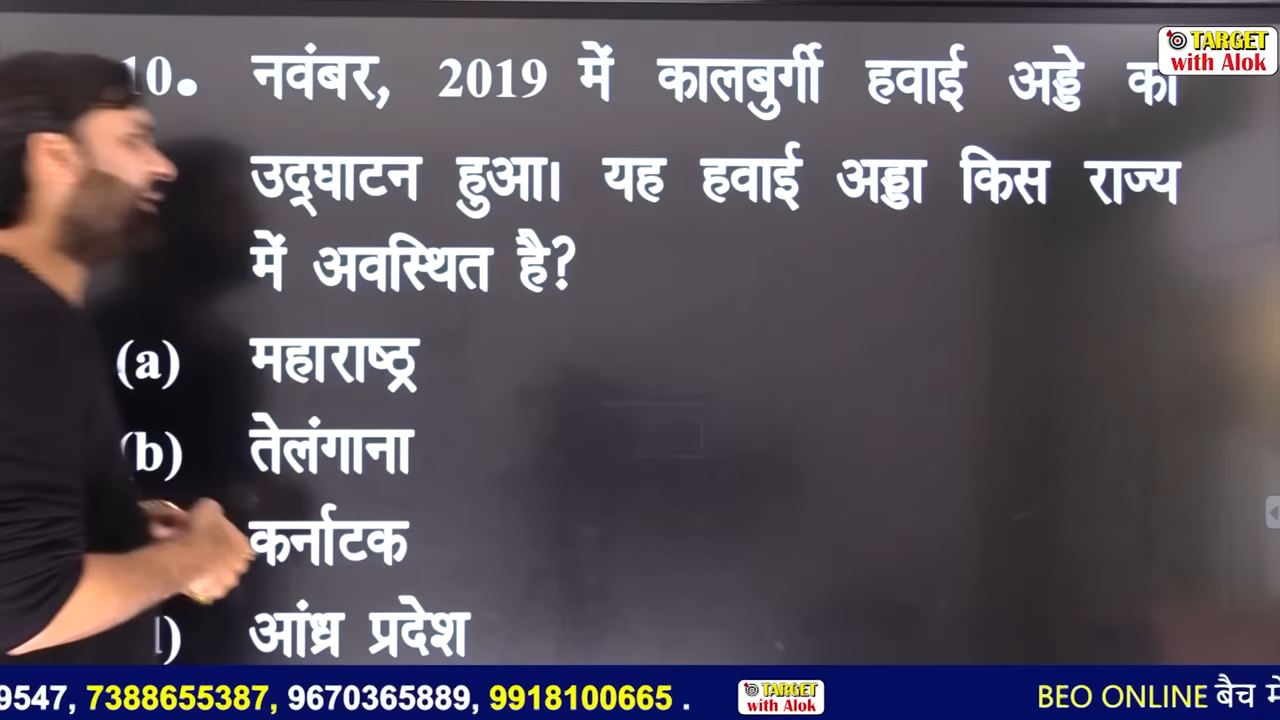 TARGET
with Alok
10. नवंबर, 2019 में कालबुर्गी हवाई अड्डे का
उद्घाटन हुआ। यह हवाई अड्डा किस राज्य
में अवस्थित है?
(a) महाराष्ठ्र
(b) तेलंगाना
कर्नाटक
) आंध्र प्रदेश
9547, 7388655387, 9670365889, 9918100665 . TARGET with Alok BEO ONLINE बैच में